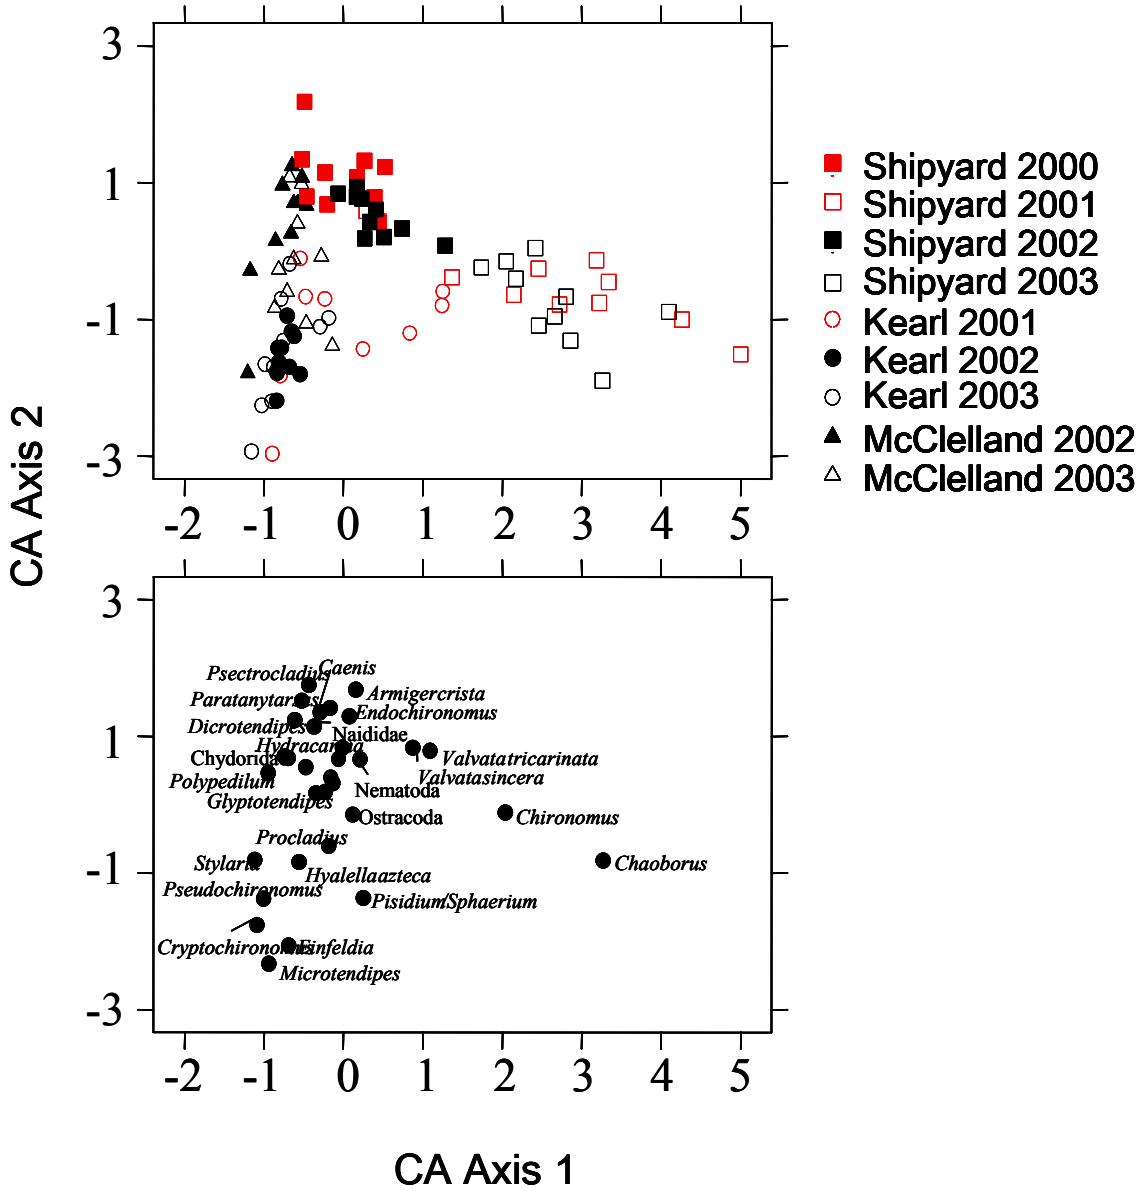 3
1
-1
-3
-2 -1 0 1 2 3 4 5
Shipyard 2000
Shipyard 2001
Shipyard 2002
Shipyard 2003
Kearl 2001
Kearl 2002
Kearl 2003
McClelland 2002
McClelland 2003
CA Axis 2
3
1
-1
-3
Psectrocladius
Caenis
Paratanytarsus
Armigercrista
Dicrotendipes
Endochironomus
Naididae
Hydracarina
Chydorida
Valvatatricarinata
Polypedilum
Valvatasincera
Nematoda
Glyptotendipes
Ostracoda
Chironomus
Procladius
Stylaria
Chaoborus
Hyalellaazteca
Pseudochironomus
Pisidium/Sphaerium
Cryptochironomus
Einfeldia
Microtendipes
-2 -1 0 1 2 3 4 5
CA Axis 1